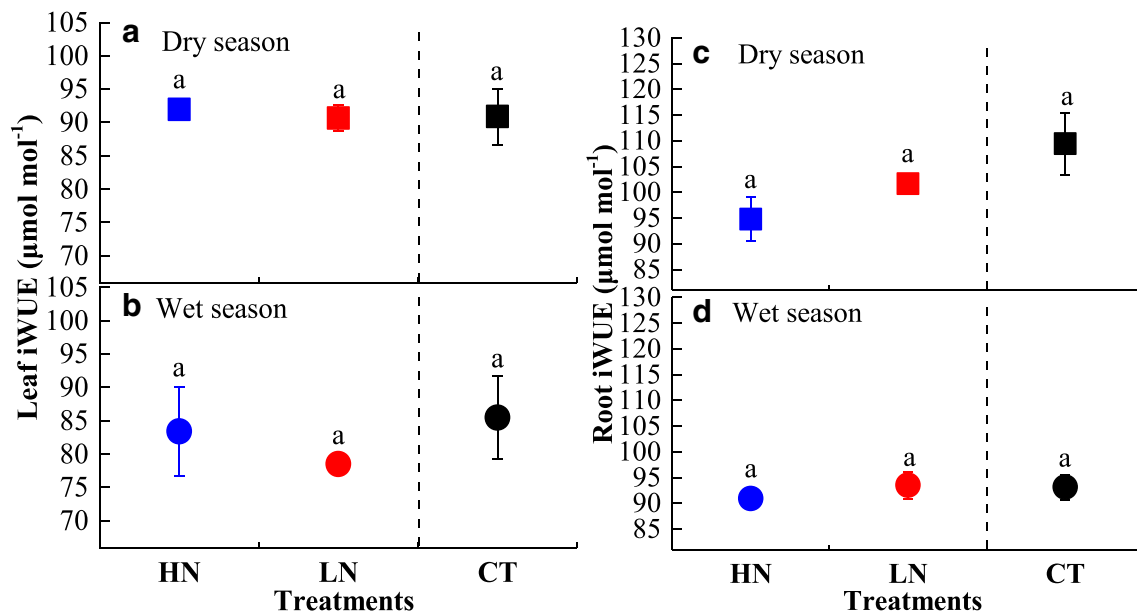 Leaf iWUE (µmol mol⁻¹)
a Dry season
105
100
95
90
85
80
75
70
a
a
a
b Wet season
105
100
95
90
85
80
75
70
a
a
a
HN LN CT
Treatments
Root iWUE (µmol mol⁻¹)
c Dry season
130
125
120
115
110
105
100
95
90
85
a
a
a
d Wet season
130
125
120
115
110
105
100
95
90
85
a
a
a
HN LN CT
Treatments